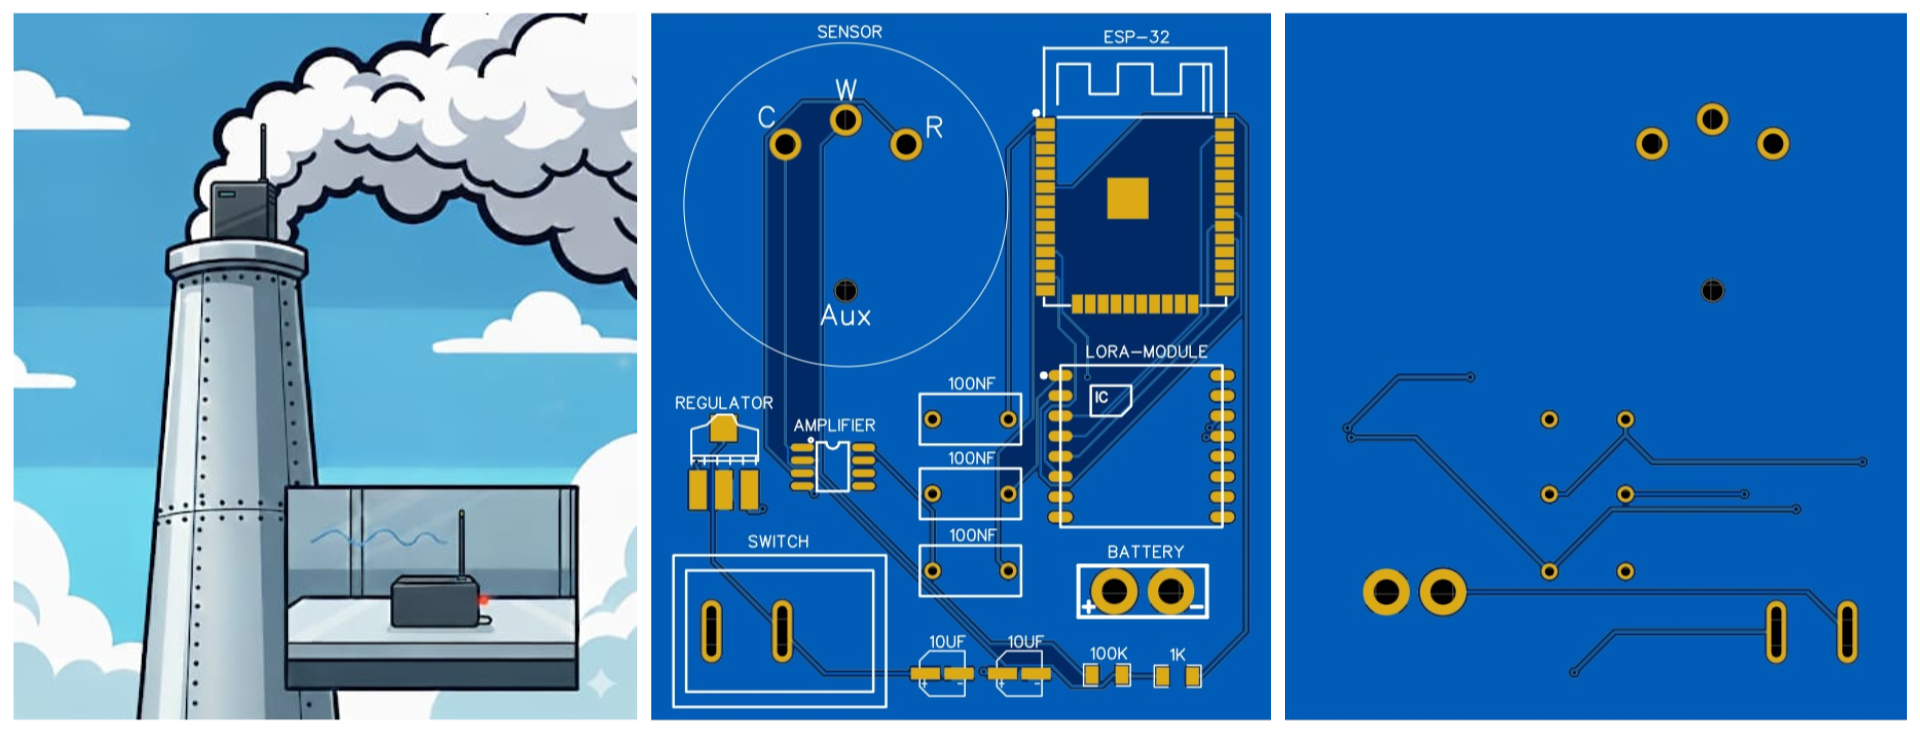 SENSOR
ESP-32
W
C
R
Aux
LORA-MODULE
IC
100NF
REGULATOR
AMPLIFIER
100NF
100NF
SWITCH
BATTERY
+ -
10UF
10UF
100K
1K
+ -
+ -